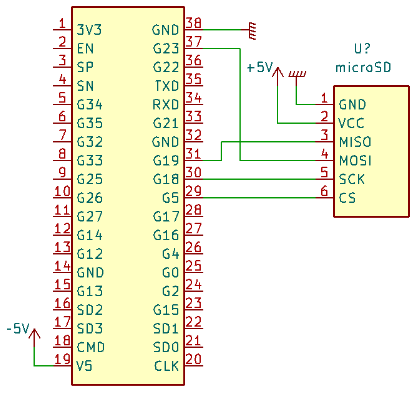 1 3V3 GND 38
2 EN G23 37
3 SP G22 36
4 SN TXD 35
5 G34 RXD 34
6 G35 G21 33
7 G32 GND 32
8 G33 G19 31
9 G25 G18 30
10 G26 G5 29
11 G27 G17 28
12 G14 G16 27
13 G12 G4 26
14 GND G0 25
15 G13 G2 24
16 SD2 G15 23
17 SD3 SD1 22
18 CMD SD0 21
19 V5 CLK 20
-5V
+5V
U?
microSD
1 GND
2 VCC
3 MISO
4 MOSI
5 SCK
6 CS